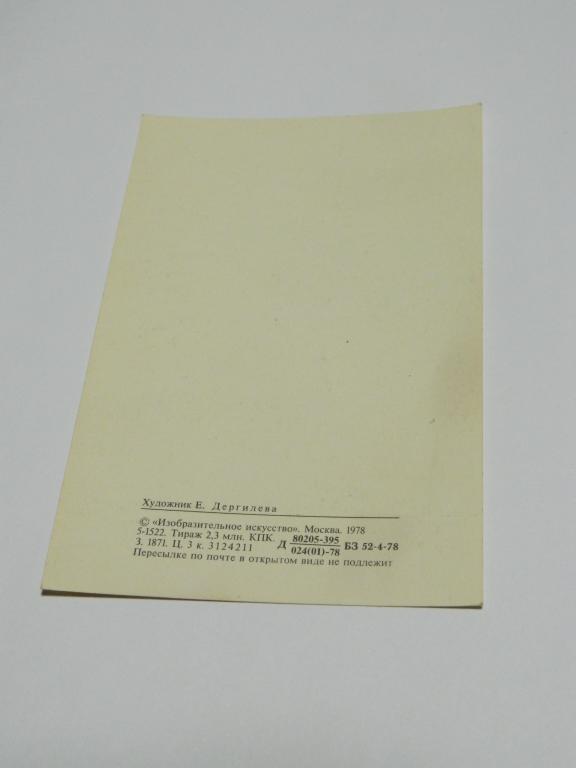 Художник Е. Дергилева
© «Изобразительное искусство». Москва. 1978
5-1522. Тираж 2,3 млн. КПК. Д 80205-395 БЗ 52-4-78
З. 1871. Ц. 3 к. 3124211 024(01)-78
Пересылке по почте в открытом виде не подлежит